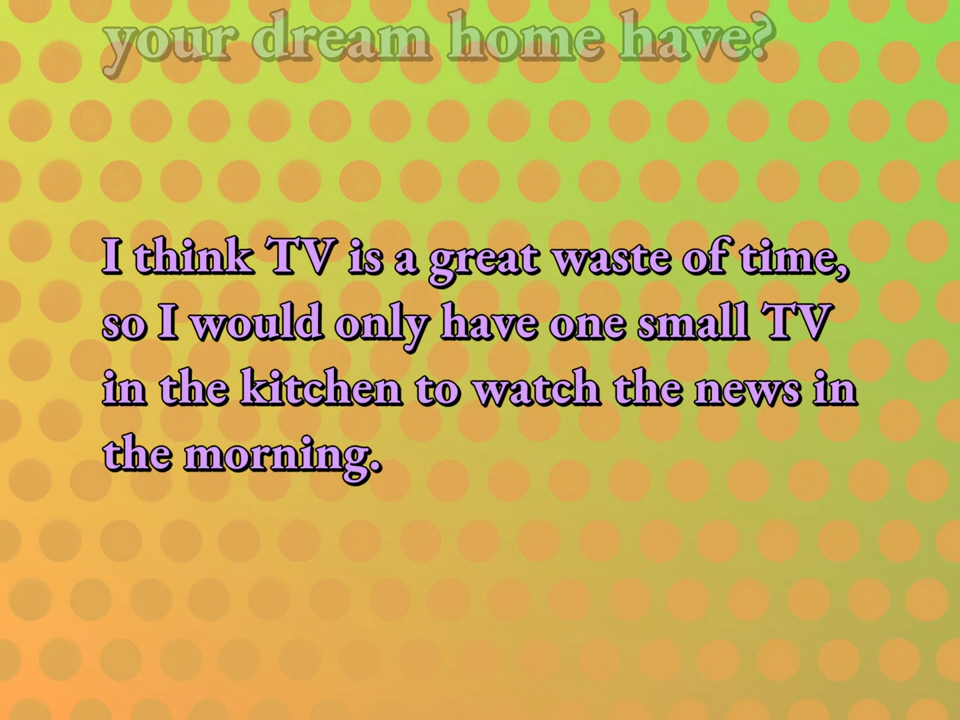 your dream home have?
I think TV is a great waste of time,
so I would only have one small TV
in the kitchen to watch the news in
the morning.